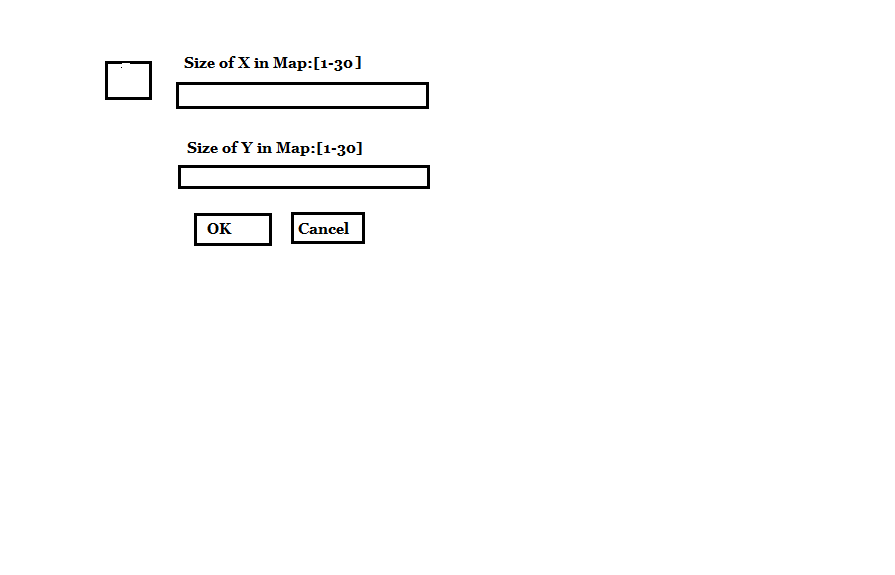 Size of X in Map:[1-30]
Size of Y in Map:[1-30]
OK
Cancel